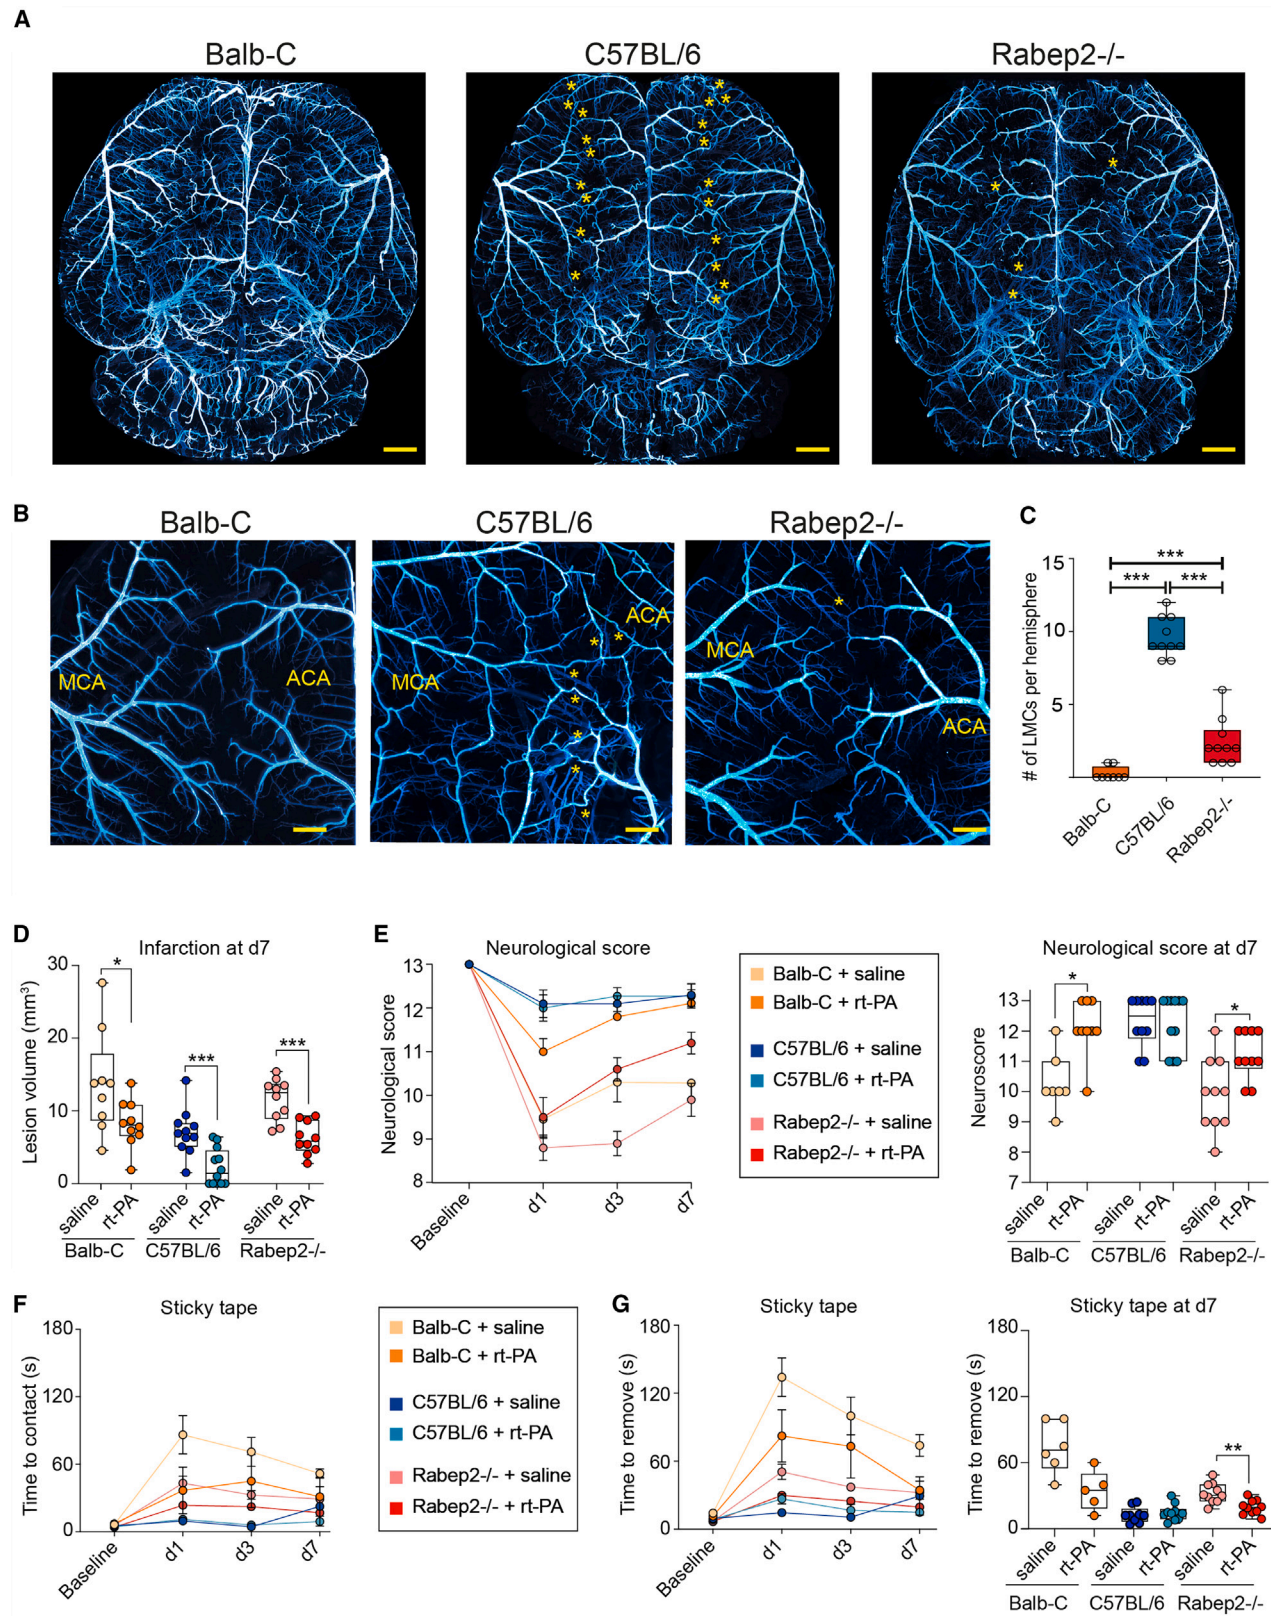 A
Balb-C
C57BL/6
Rabep2-/-
* * * * * * * * *
* * * * * * * * * * * *
* * * *
B
Balb-C
C57BL/6
Rabep2-/-
MCA
ACA
MCA
ACA
* * * * * * *
MCA
ACA
*
C
***
*** ***
# of LMCs per hemisphere
15
10
5
Balb-C
C57BL/6
Rabep2-/-
D
Infarction at d7
Lesion volume (mm³)
30
20
10
0
*
***
***
saline
rt-PA
saline
rt-PA
saline
rt-PA
Balb-C
C57BL/6
Rabep2-/-
E
Neurological score
Neurological score
13
12
11
10
9
8
Baseline
d1
d3
d7
Balb-C + saline
Balb-C + rt-PA
C57BL/6 + saline
C57BL/6 + rt-PA
Rabep2-/- + saline
Rabep2-/- + rt-PA
Neurological score at d7
Neuroscore
13
12
11
10
9
8
7
*
*
saline
rt-PA
saline
rt-PA
saline
rt-PA
Balb-C
C57BL/6
Rabep2-/-
F
Sticky tape
Time to contact (s)
180
120
60
0
Baseline
d1
d3
d7
Balb-C + saline
Balb-C + rt-PA
C57BL/6 + saline
C57BL/6 + rt-PA
Rabep2-/- + saline
Rabep2-/- + rt-PA
G
Sticky tape
Time to remove (s)
180
120
60
0
Baseline
d1
d3
d7
Sticky tape at d7
Time to remove (s)
180
120
60
0
**
saline
rt-PA
saline
rt-PA
saline
rt-PA
Balb-C
C57BL/6
Rabep2-/-